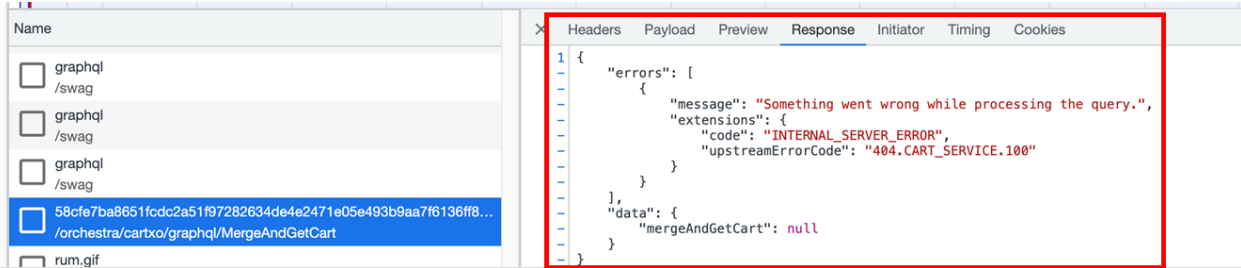 Name
graphql
/swag
graphql
/swag
graphql
/swag
58cfe7ba8651fcdc2a51f97282634de4e2471e05e493b9aa7f6136ff8...
/orchestra/cartxo/graphql/MergeAndGetCart
rum.gif
Headers Payload Preview Response Initiator Timing Cookies
1 {
- "errors": [
- {
- "message": "Something went wrong while processing the query.",
- "extensions": {
- "code": "INTERNAL_SERVER_ERROR",
- "upstreamErrorCode": "404.CART_SERVICE.100"
- }
- }
- ],
- "data": {
- "mergeAndGetCart": null
- }
- }